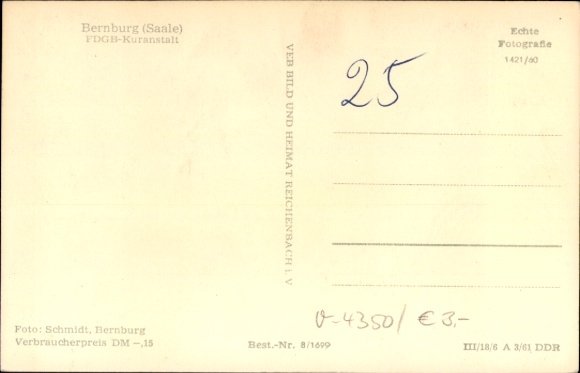 Bernburg (Saale)
FDGB-Kuranstalt
Echte
Fotografie
1421/60
VEB BILD UND HEIMAT REICHENBACH i. V
25
V-4350/ € 3,-
Foto: Schmidt, Bernburg
Verbraucherpreis DM -,15
Best.-Nr. 8/1699
III/18/6 A 3/61 DDR